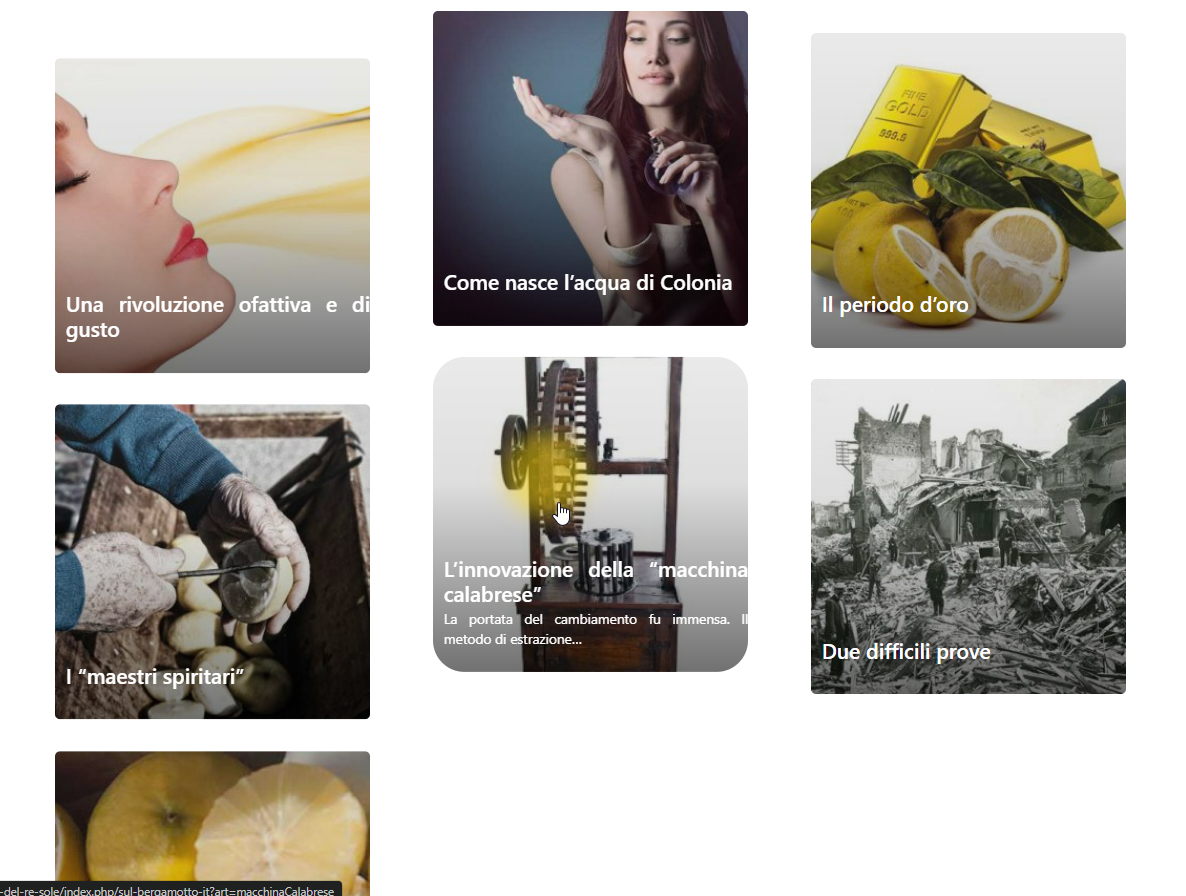 Come nasce l’acqua di Colonia
FINE
GOLD
999.9
Una rivoluzione ofattiva e di
gusto
Il periodo d’oro
L’innovazione della “macchina
calabrese”
La portata del cambiamento fu immensa. Il
metodo di estrazione...
I “maestri spiritari”
Due difficili prove
-del-re-sole/index.php/sul-bergamotto-it?art=macchinaCalabrese